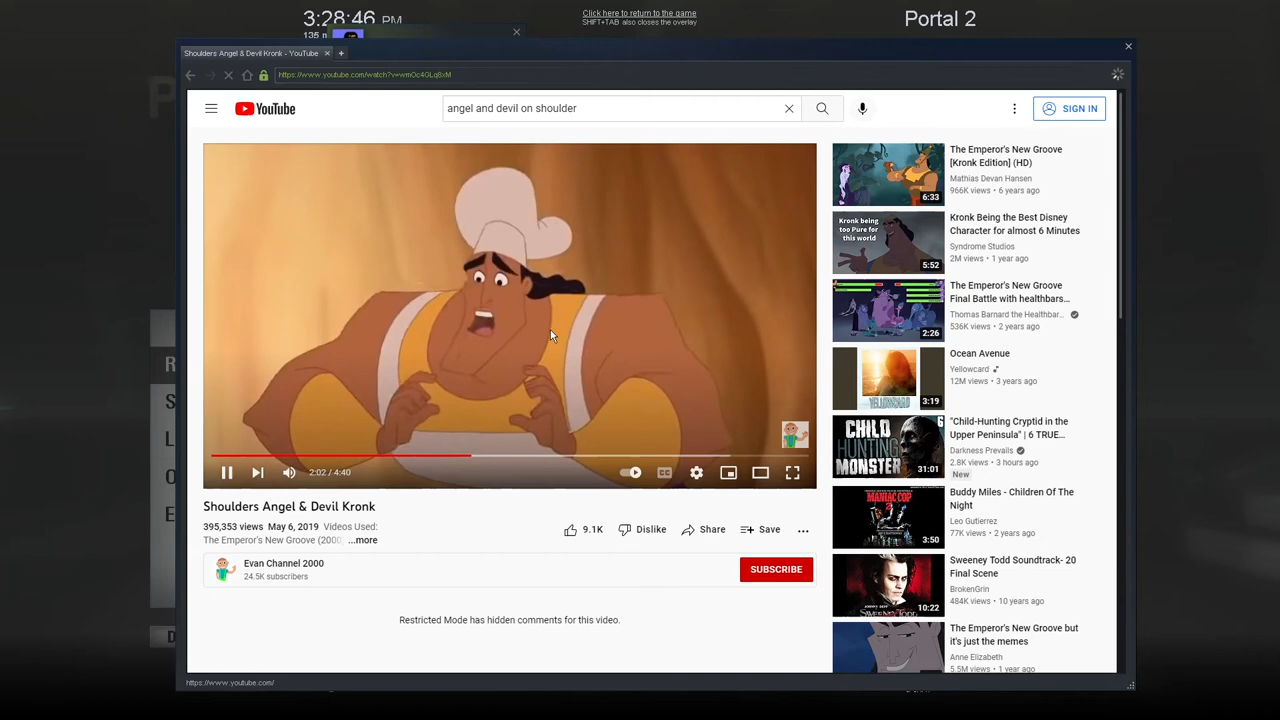 3:28:46 PM
Click here to return to the game
SHIFT+TAB also closes the overlay
Portal 2
Shoulders Angel & Devil Kronk - YouTube
YouTube
angel and devil on shoulder
SIGN IN
2:02 / 4:40
CC
Shoulders Angel & Devil Kronk
395,353 views May 6, 2019 Videos Used:
The Emperor's New Groove (2000) ...more
9.1K
Dislike
Share
Save
Evan Channel 2000
24.5K subscribers
SUBSCRIBE
Restricted Mode has hidden comments for this video.
The Emperor's New Groove
[Kronk Edition] (HD)
Mathias Devan Hansen
966K views • 6 years ago
6:33
Kronk being
too Pure for
this world
5:52
Kronk Being the Best Disney
Character for almost 6 Minutes
Syndrome Studios
2M views • 1 year ago
The Emperor's New Groove
Final Battle with healthbars...
Thomas Barnard the Healthbar...
536K views • 2 years ago
2:26
Ocean Avenue
Yellowcard
12M views • 3 years ago
YELLOWCARD
3:19
CHILD
HUNTING
MONSTER
31:01
"Child-Hunting Cryptid in the
Upper Peninsula" | 6 TRUE...
Darkness Prevails
2.8K views • 3 hours ago
New
MANIAC COP
3:50
Buddy Miles - Children Of The
Night
Leo Gutierrez
77K views • 2 years ago
SWEENEY TODD
10:22
Sweeney Todd Soundtrack- 20
Final Scene
BrokenGrin
484K views • 10 years ago
The Emperor's New Groove but
it's just the memes
Anne Elizabeth
5.5M views • 1 year ago
https://www.youtube.com/